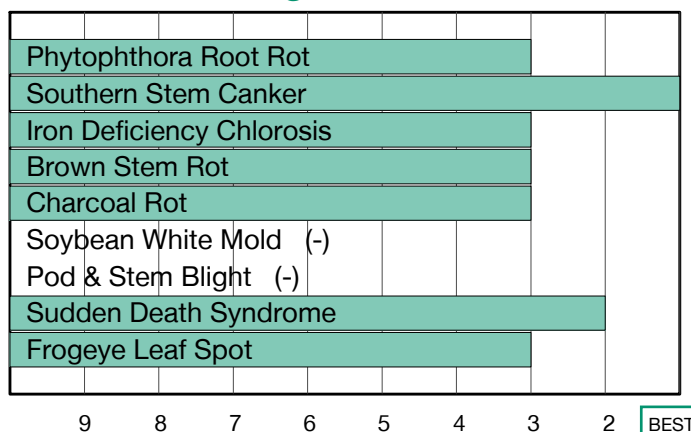 Phytophthora Root Rot
Southern Stem Canker
Iron Deficiency Chlorosis
Brown Stem Rot
Charcoal Rot
Soybean White Mold (-)
Pod & Stem Blight (-)
Sudden Death Syndrome
Frogeye Leaf Spot
9 8 7 6 5 4 3 2 BEST